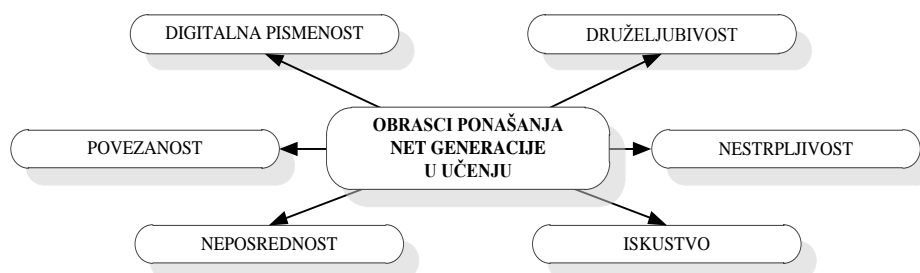 DIGITALNA PISMENOST
DRUŽELJUBIVOST
OBRASCI PONAŠANJA
NET GENERACIJE
U UČENJU
POVEZANOST
NESTRPLJIVOST
NEPOSREDNOST
ISKUSTVO